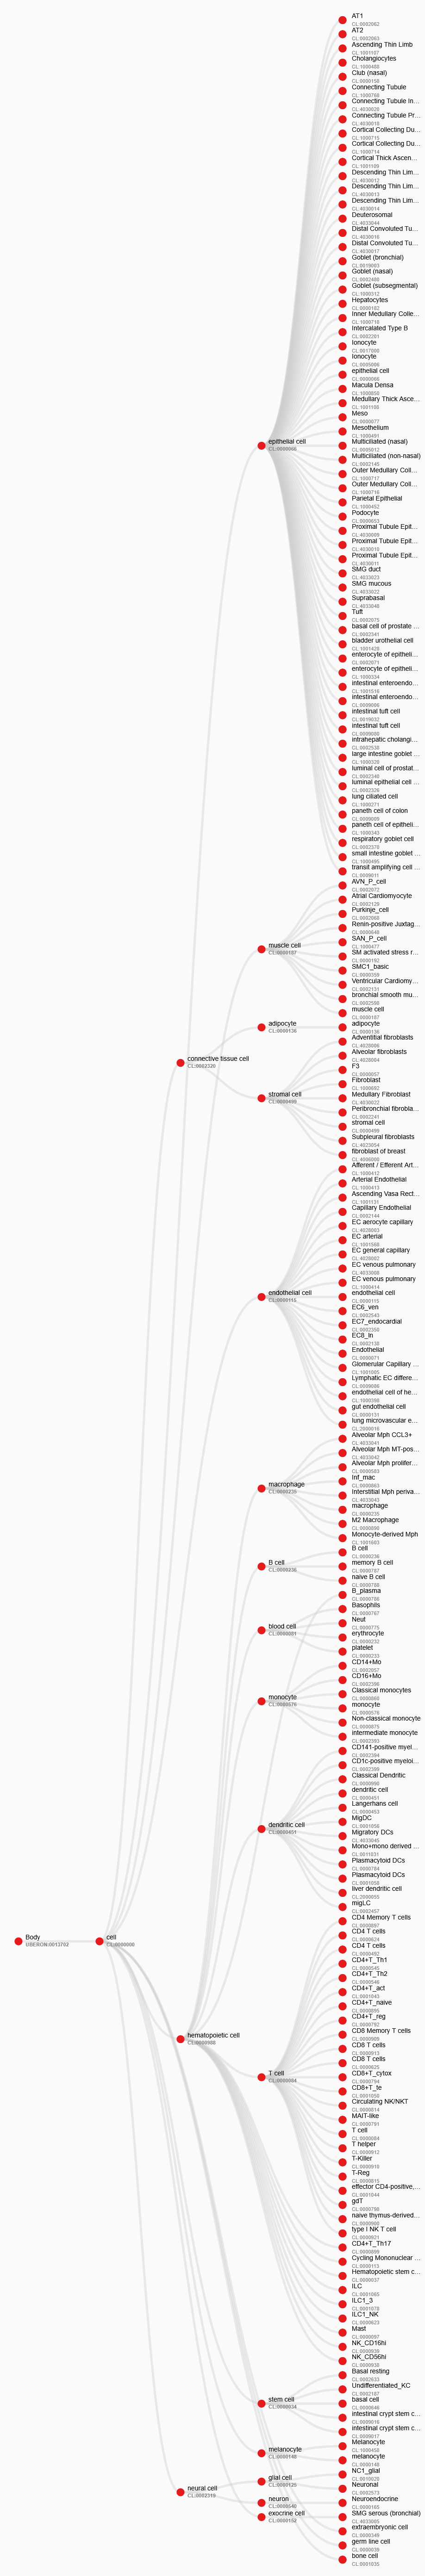 Body
UBERON:0013702
cell
CL:0000000
connective tissue cell
CL:0002320
hematopoietic cell
CL:0000988
neural cell
CL:0002319
epithelial cell
CL:0000066
muscle cell
CL:0000187
adipocyte
CL:0000136
stromal cell
CL:0000499
endothelial cell
CL:0000115
macrophage
CL:0000235
B cell
CL:0000236
blood cell
CL:0000081
monocyte
CL:0000576
dendritic cell
CL:0000451
T cell
CL:0000084
stem cell
CL:0000034
melanocyte
CL:0000148
glial cell
CL:0000125
neuron
CL:0000540
exocrine cell
CL:0000152
AT1
CL:0002062
AT2
CL:0002063
Ascending Thin Limb
CL:1001107
Cholangiocytes
CL:1000488
Club (nasal)
CL:0000158
Connecting Tubule
CL:1000768
Connecting Tubule In…
CL:4030020
Connecting Tubule Pr…
CL:4030018
Cortical Collecting Du…
CL:1000715
Cortical Collecting Du…
CL:1000714
Cortical Thick Ascen…
CL:1001109
Descending Thin Lim…
CL:4030012
Descending Thin Lim…
CL:4030013
Descending Thin Lim…
CL:4030014
Deuterosomal
CL:4033044
Distal Convoluted Tu…
CL:4030016
Distal Convoluted Tu…
CL:4030017
Goblet (bronchial)
CL:0019003
Goblet (nasal)
CL:0002480
Goblet (subsegmental)
CL:1000312
Hepatocytes
CL:0000182
Inner Medullary Colle…
CL:1000718
Intercalated Type B
CL:0002201
Ionocyte
CL:0017000
Ionocyte
CL:0005006
epithelial cell
CL:0000066
Macula Densa
CL:1000850
Medullary Thick Asce…
CL:1001108
Meso
CL:0000077
Mesothelium
CL:1000491
Multiciliated (nasal)
CL:0005012
Multiciliated (non-nasal)
CL:0002145
Outer Medullary Coll…
CL:1000717
Outer Medullary Coll…
CL:1000716
Parietal Epithelial
CL:1000452
Podocyte
CL:0000653
Proximal Tubule Epit…
CL:4030009
Proximal Tubule Epit…
CL:4030010
Proximal Tubule Epit…
CL:4030011
SMG duct
CL:4033023
SMG mucous
CL:4033022
Suprabasal
CL:4033048
Tuft
CL:0002075
basal cell of prostate …
CL:0002341
bladder urothelial cell
CL:1001428
enterocyte of epitheli…
CL:0002071
enterocyte of epitheli…
CL:1000334
intestinal enteroendo…
CL:1001516
intestinal enteroendo…
CL:0009006
intestinal tuft cell
CL:0019032
intestinal tuft cell
CL:0009080
intrahepatic cholangi…
CL:0002538
large intestine goblet …
CL:1000320
luminal cell of prostat…
CL:0002340
luminal epithelial cell …
CL:0002326
lung ciliated cell
CL:1000271
paneth cell of colon
CL:0009009
paneth cell of epitheli…
CL:1000343
respiratory goblet cell
CL:0002370
small intestine goblet …
CL:1000495
transit amplifying cell …
CL:0009011
AVN_P_cell
CL:0002072
Atrial Cardiomyocyte
CL:0002129
Purkinje_cell
CL:0002068
Renin-positive Juxtag…
CL:0000648
SAN_P_cell
CL:1000477
SM activated stress r…
CL:0000192
SMC1_basic
CL:0000359
Ventricular Cardiomy…
CL:0002131
bronchial smooth mu…
CL:0002598
muscle cell
CL:0000187
adipocyte
CL:0000136
Adventitial fibroblasts
CL:4028006
Alveolar fibroblasts
CL:4028004
F3
CL:0000057
Fibroblast
CL:1000692
Medullary Fibroblast
CL:4030022
Peribronchial fibrobla…
CL:0002241
stromal cell
CL:0000499
Subpleural fibroblasts
CL:4023054
fibroblast of breast
CL:4006000
Afferent / Efferent Art…
CL:1000412
Arterial Endothelial
CL:1000413
Ascending Vasa Rect…
CL:1001131
Capillary Endothelial
CL:0002144
EC aerocyte capillary
CL:4028003
EC arterial
CL:1001568
EC general capillary
CL:4028002
EC venous pulmonary
CL:4033008
EC venous pulmonary
CL:1000414
endothelial cell
CL:0000115
EC6_ven
CL:0002543
EC7_endocardial
CL:0002350
EC8_ln
CL:0002138
Endothelial
CL:0000071
Glomerular Capillary …
CL:1001005
Lymphatic EC differe…
CL:0009086
endothelial cell of he…
CL:1000398
gut endothelial cell
CL:0000131
lung microvascular e…
CL:2000016
Alveolar Mph CCL3+
CL:4033041
Alveolar Mph MT-pos…
CL:4033042
Alveolar Mph prolifer…
CL:0000583
Inf_mac
CL:0000863
Interstitial Mph periva…
CL:4033043
macrophage
CL:0000235
M2 Macrophage
CL:0000890
Monocyte-derived Mph
CL:1001603
B cell
CL:0000236
memory B cell
CL:0000787
naive B cell
CL:0000788
B_plasma
CL:0000786
Basophils
CL:0000767
Neut
CL:0000775
erythrocyte
CL:0000232
platelet
CL:0000233
CD14+Mo
CL:0002057
CD16+Mo
CL:0002396
Classical monocytes
CL:0000860
monocyte
CL:0000576
Non-classical monocyte
CL:0000875
intermediate monocyte
CL:0002393
CD141-positive myel…
CL:0002394
CD1c-positive myeloi…
CL:0002399
Classical Dendritic
CL:0000990
dendritic cell
CL:0000451
Langerhans cell
CL:0000453
MigDC
CL:0001056
Migratory DCs
CL:4033045
Mono+mono derived …
CL:0011031
Plasmacytoid DCs
CL:0000784
Plasmacytoid DCs
CL:0001058
liver dendritic cell
CL:2000055
migLC
CL:0002457
CD4 Memory T cells
CL:0000897
CD4 T cells
CL:0000624
CD4 T cells
CL:0000492
CD4+T_Th1
CL:0000545
CD4+T_Th2
CL:0000546
CD4+T_act
CL:0001043
CD4+T_naive
CL:0000895
CD4+T_reg
CL:0000792
CD8 Memory T cells
CL:0000909
CD8 T cells
CL:0000913
CD8 T cells
CL:0000625
CD8+T_cytox
CL:0000794
CD8+T_te
CL:0001050
Circulating NK/NKT
CL:0000814
MAIT-like
CL:0000791
T cell
CL:0000084
T helper
CL:0000912
T-Killer
CL:0000910
T-Reg
CL:0000815
effector CD4-positive,…
CL:0001044
gdT
CL:0000798
naive thymus-derived…
CL:0000900
type I NK T cell
CL:0000921
CD4+T_Th17
CL:0000899
Cycling Mononuclear …
CL:0000113
Hematopoietic stem c…
CL:0000037
ILC
CL:0001065
ILC1_3
CL:0001078
ILC1_NK
CL:0000623
Mast
CL:0000097
NK_CD16hi
CL:0000939
NK_CD56hi
CL:0000938
Basal resting
CL:0002633
Undifferentiated_KC
CL:0002187
basal cell
CL:0000646
intestinal crypt stem c…
CL:0009016
intestinal crypt stem c…
CL:0009017
Melanocyte
CL:1000458
melanocyte
CL:0000148
NC1_glial
CL:0010020
Neuronal
CL:0002573
Neuroendocrine
CL:0000165
SMG serous (bronchial)
CL:4033005
extraembryonic cell
CL:0000349
germ line cell
CL:0000039
bone cell
CL:0001035